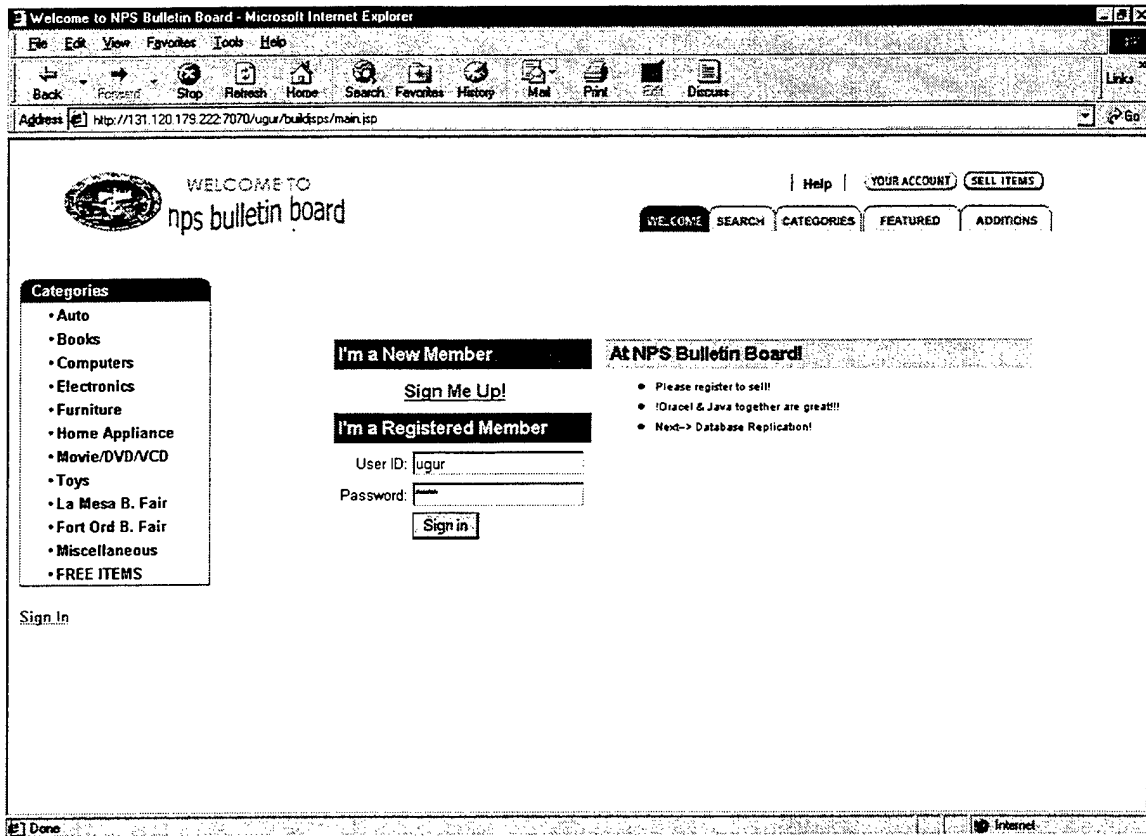 Welcome to NPS Bulletin Board - Microsoft Internet Explorer
File Edit View Favorites Tools Help
Back Forward Stop Refresh Home Search Favorites History Mail Print Edit Discuss Links
Address http://131.120.179.222:7070/ugur/buildjsps/main.jsp Go
WELCOME TO
nps bulletin board
Help YOUR ACCOUNT SELL ITEMS
WELCOME SEARCH CATEGORIES FEATURED ADDITIONS
Categories
• Auto
• Books
• Computers
• Electronics
• Furniture
• Home Appliance
• Movie/DVD/VCD
• Toys
• La Mesa B. Fair
• Fort Ord B. Fair
• Miscellaneous
• FREE ITEMS
Sign In
I'm a New Member
Sign Me Up!
I'm a Registered Member
User ID: ugur
Password:
Sign in
At NPS Bulletin Board!
• Please register to sell!
• !Oracel & Java together are great!!!
• Next--> Database Replication!
Done
Internet